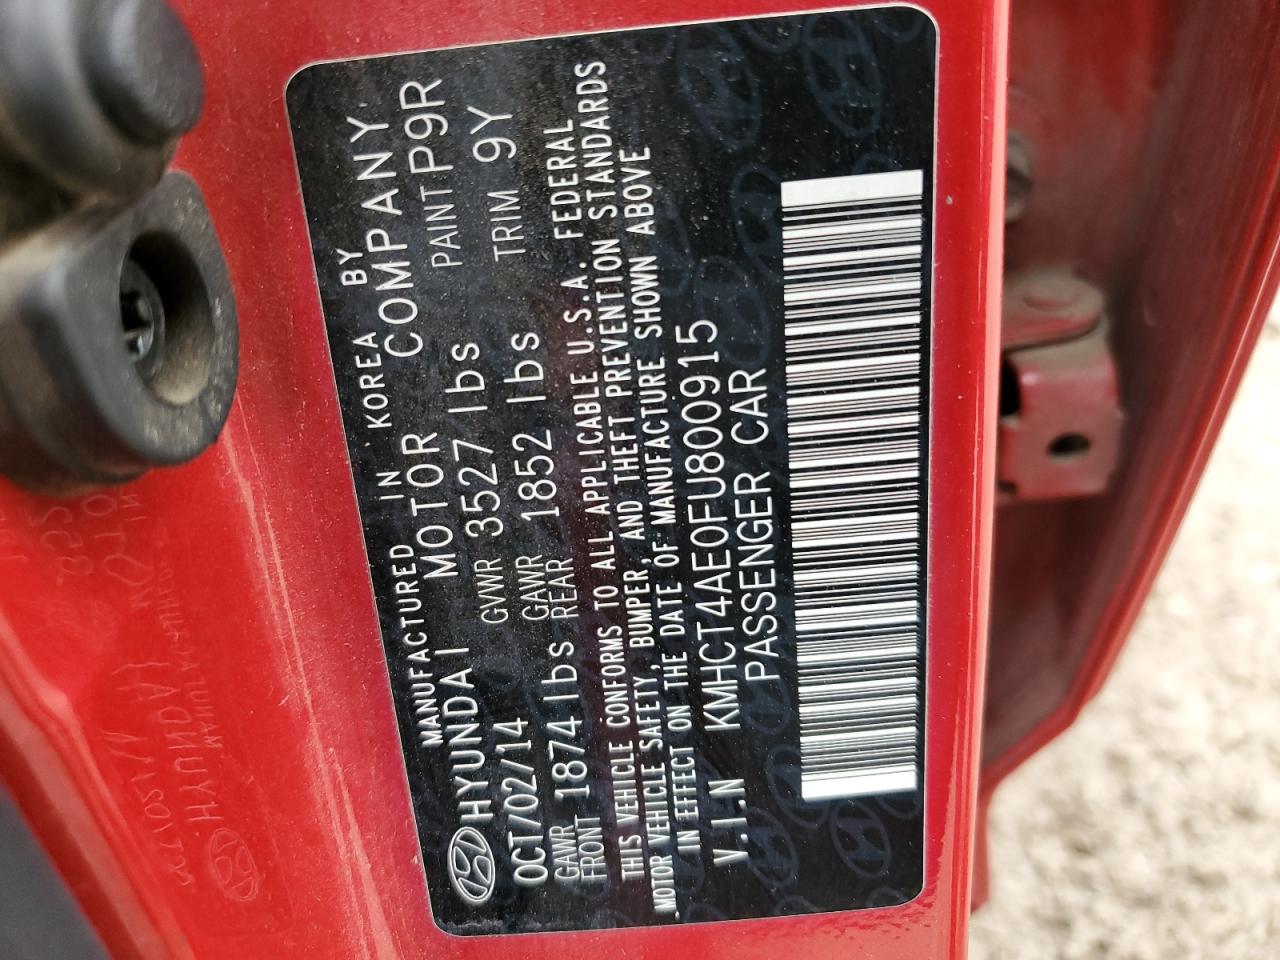 MANUFACTURED IN KOREA BY
HYUNDAI MOTOR COMPANY
OCT/02/14 GVWR 3527 lbs PAINT P9R
GAWR FRONT 1874 lbs GAWR REAR 1852 lbs TRIM 9Y
THIS VEHICLE CONFORMS TO ALL APPLICABLE U.S.A. FEDERAL
MOTOR VEHICLE SAFETY, BUMPER, AND THEFT PREVENTION STANDARDS
IN EFFECT ON THE DATE OF MANUFACTURE SHOWN ABOVE
V.I.N KMHCT4AE0FU800915
PASSENGER CAR